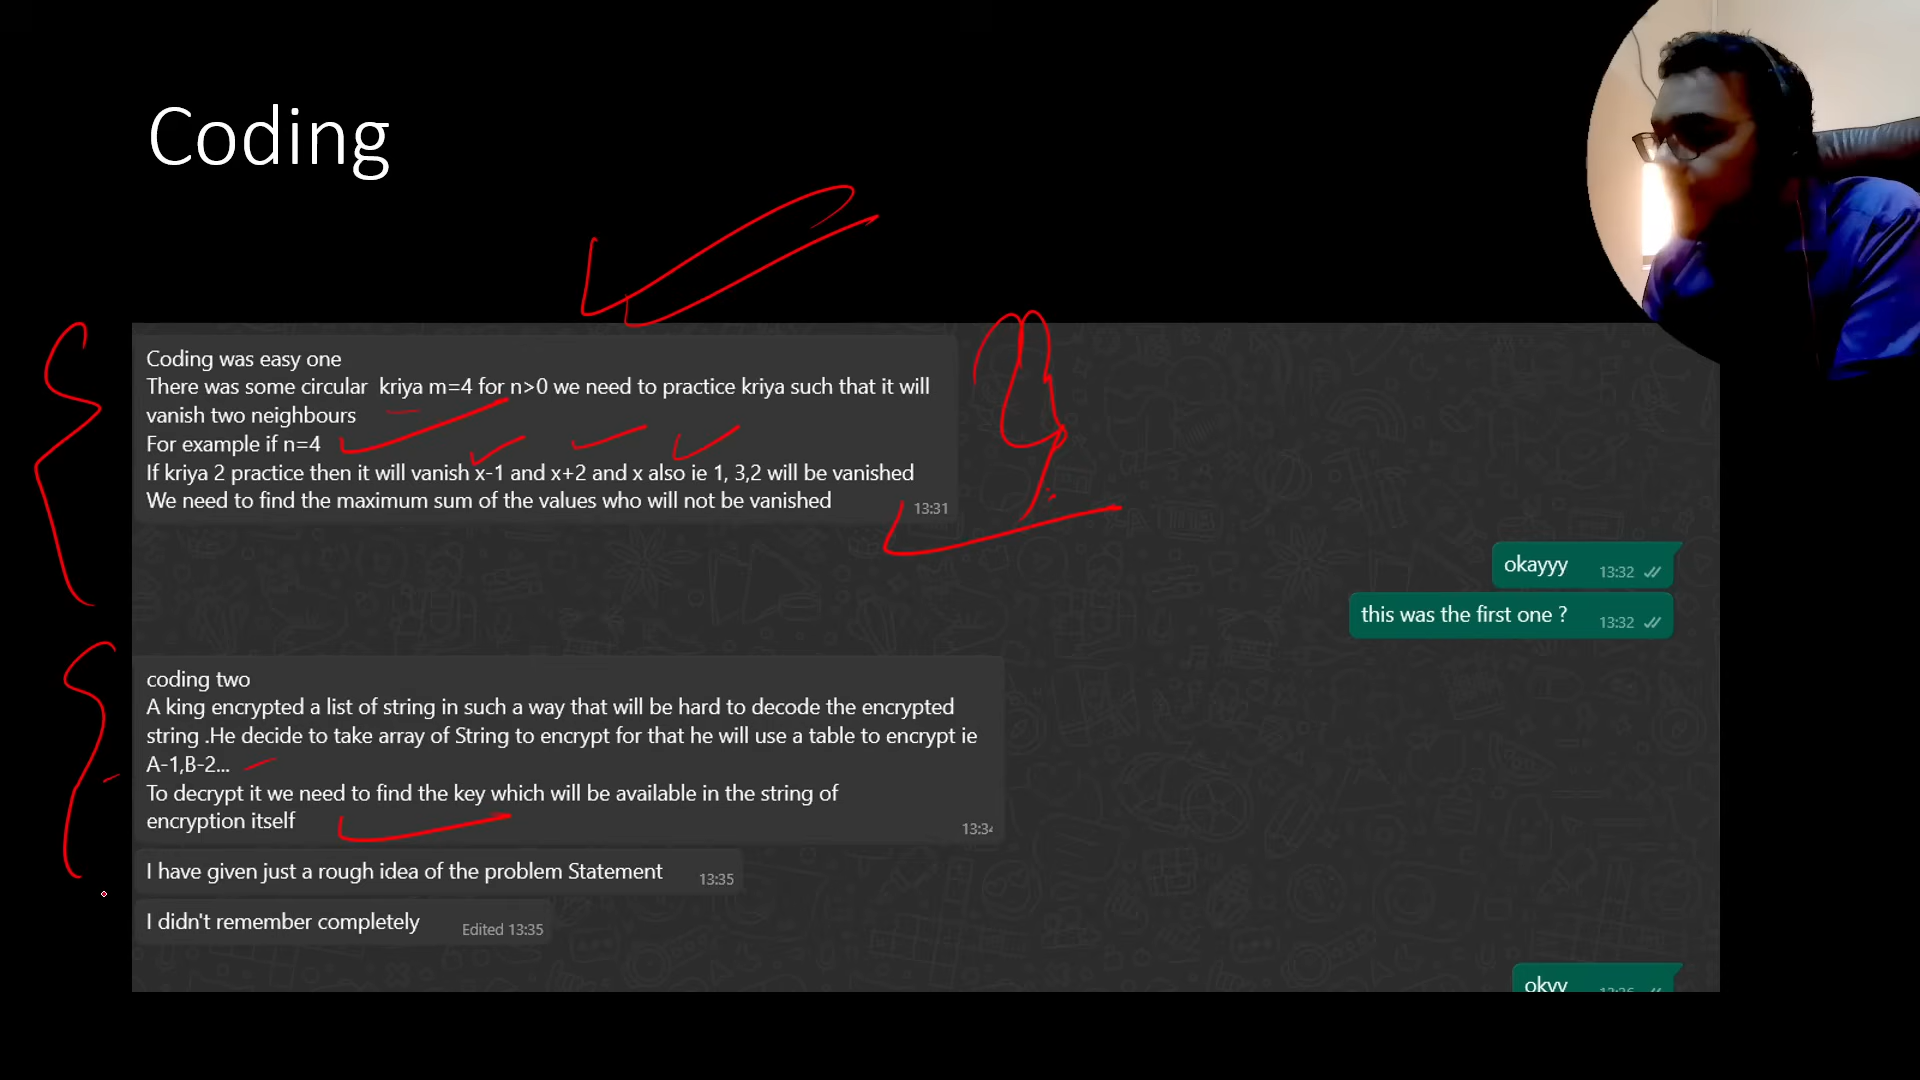 Coding
Coding was easy one
There was some circular kriya m=4 for n>0 we need to practice kriya such that it will
vanish two neighbours
For example if n=4
If kriya 2 practice then it will vanish x-1 and x+2 and x also ie 1, 3,2 will be vanished
We need to find the maximum sum of the values who will not be vanished
13:31
okayyy 13:32
this was the first one ? 13:32
coding two
A king encrypted a list of string in such a way that will be hard to decode the encrypted
string .He decide to take array of String to encrypt for that he will use a table to encrypt ie
A-1,B-2...
To decrypt it we need to find the key which will be available in the string of
encryption itself
13:34
I have given just a rough idea of the problem Statement 13:35
I didn't remember completely Edited 13:35
okyy